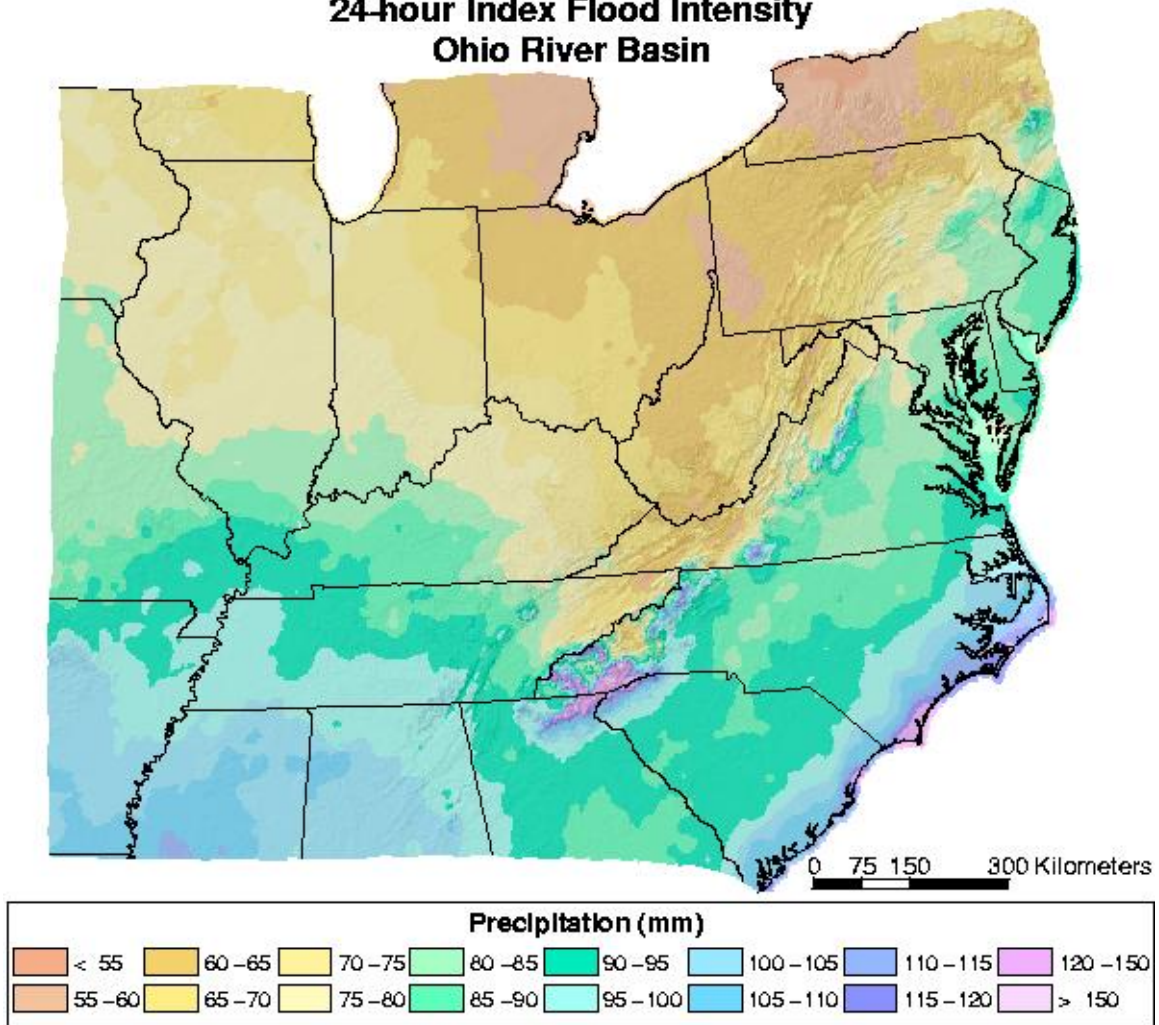 24-hour Index Flood Intensity
Ohio River Basin
0 75 150 300 Kilometers
Precipitation (mm)
< 55 60 -65 70 -75 80 -85 90 -95 100 -105 110 -115 120 -150
55 -60 65 -70 75 -80 85 -90 95 -100 105 -110 115 -120 > 150